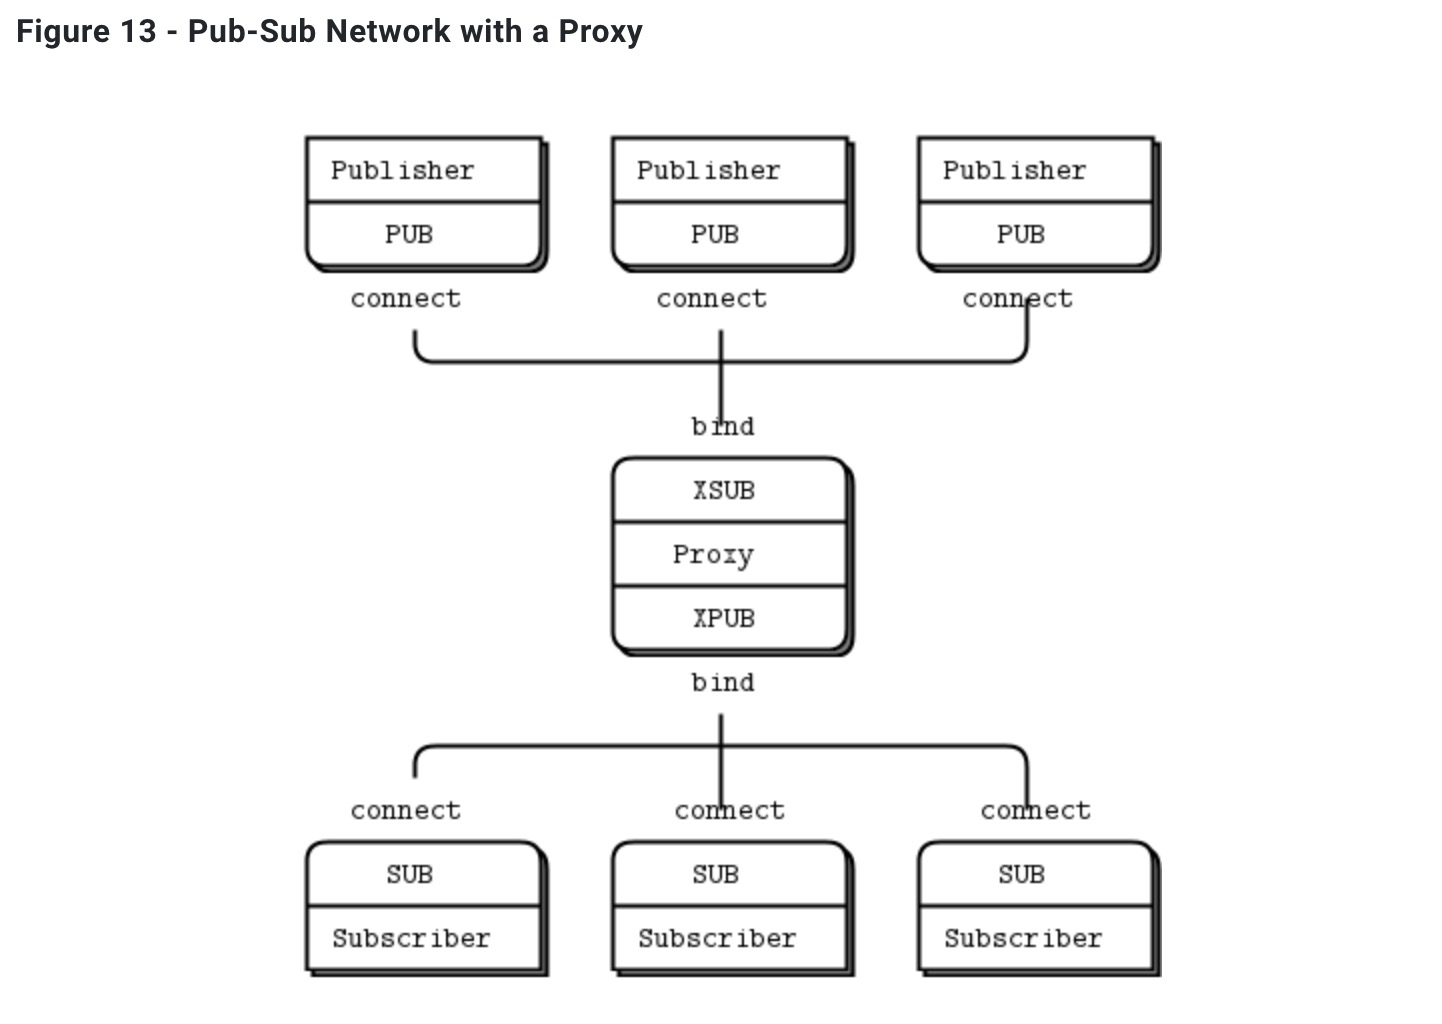 Figure 13 - Pub-Sub Network with a Proxy
Publisher Publisher Publisher
PUB PUB PUB
connect connect connect
bind
XSUB
Proxy
XPUB
bind
connect connect connect
SUB SUB SUB
Subscriber Subscriber Subscriber